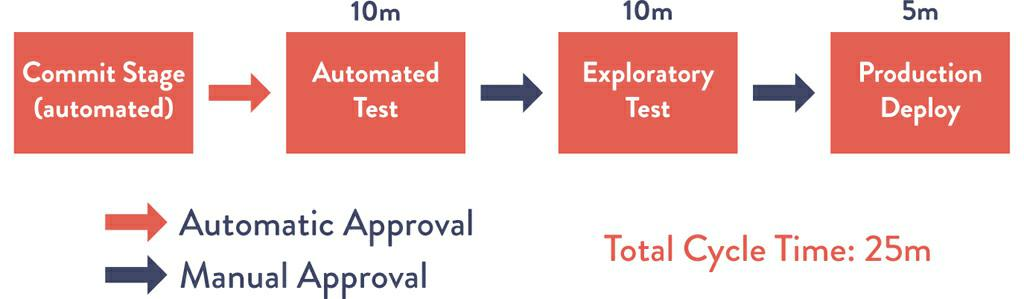 10m
10m
5m
Commit Stage
(automated)
Automated
Test
Exploratory
Test
Production
Deploy
Automatic Approval
Manual Approval
Total Cycle Time: 25m